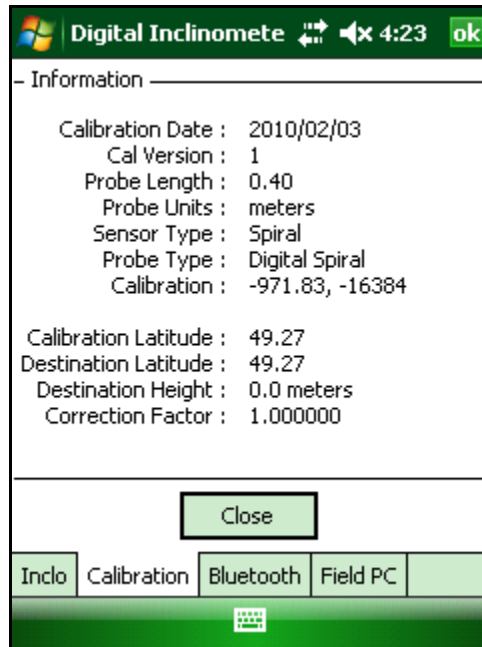 Digital Inclinomete 4:23 ok
Information
Calibration Date : 2010/02/03
Cal Version : 1
Probe Length : 0.40
Probe Units : meters
Sensor Type : Spiral
Probe Type : Digital Spiral
Calibration : -971.83, -16384
Calibration Latitude : 49.27
Destination Latitude : 49.27
Destination Height : 0.0 meters
Correction Factor : 1.000000
Close
Inclo Calibration Bluetooth Field PC